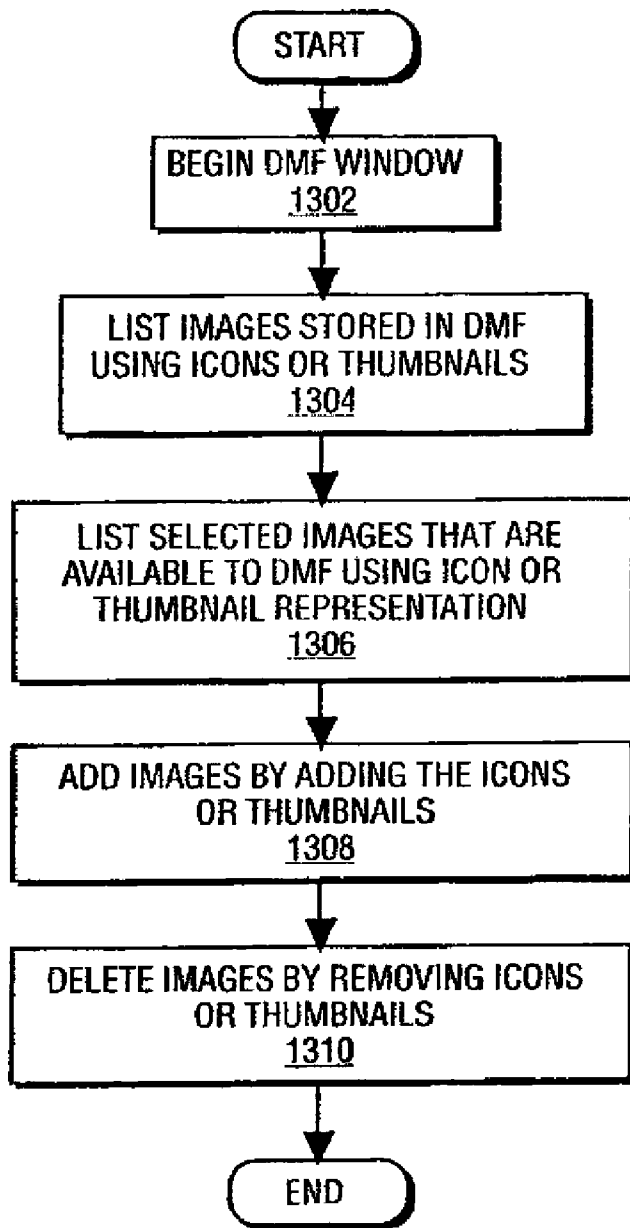 START
BEGIN DMF WINDOW
1302
LIST IMAGES STORED IN DMF
USING ICONS OR THUMBNAILS
1304
LIST SELECTED IMAGES THAT ARE
AVAILABLE TO DMF USING ICON OR
THUMBNAIL REPRESENTATION
1306
ADD IMAGES BY ADDING THE ICONS
OR THUMBNAILS
1308
DELETE IMAGES BY REMOVING ICONS
OR THUMBNAILS
1310
END